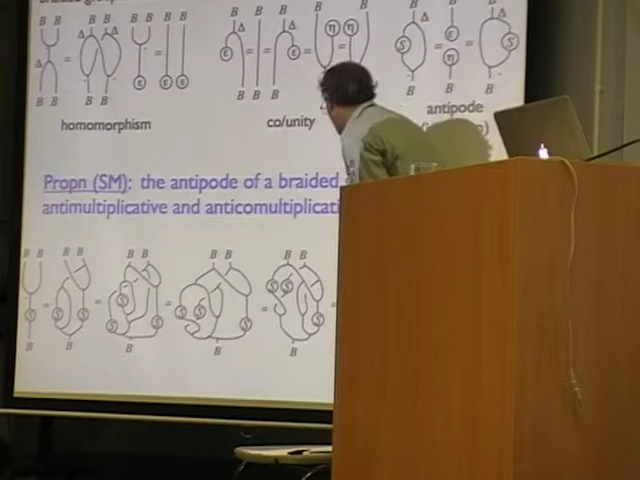 B B B B B B B B B B B B B B B B
Δ Δ Δ = = Δ = = Δ = = Δ Δ
ε ε ε ε ε η η S = ε η = S
B B B B B B B B B B
homomorphism co/unity antipode
Propn (SM): the antipode of a braided
antimultiplicative and anticomultiplicati
B B B B B B B B B B
S = S S = S S S = S S S = S S S =
B B B B B